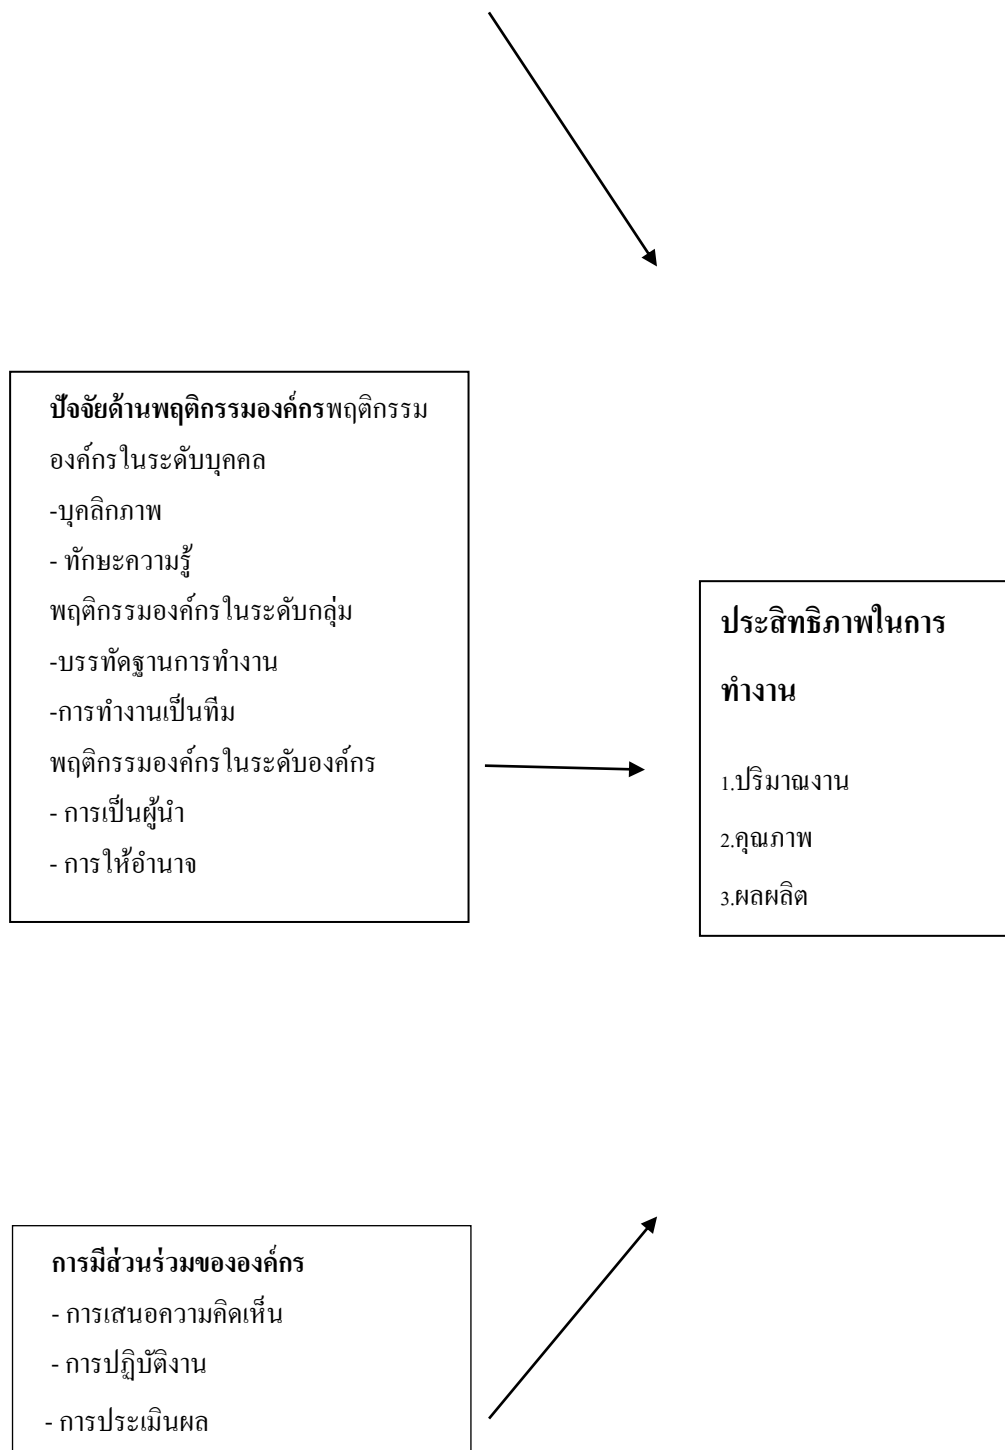 ปัจจัยด้านพฤติกรรมองค์กรพฤติกรรม
องค์กรในระดับบุคคล
-บุคลิกภาพ
- ทักษะความรู้
พฤติกรรมองค์กรในระดับกลุ่ม
-บรรทัดฐานการทำงาน
-การทำงานเป็นทีม
พฤติกรรมองค์กรในระดับองค์กร
- การเป็นผู้นำ
- การให้อำนาจ
ประสิทธิภาพในการ
ทำงาน
1.ปริมาณงาน
2.คุณภาพ
3.ผลผลิต
การมีส่วนร่วมขององค์กร
- การเสนอความคิดเห็น
- การปฏิบัติงาน
- การประเมินผล